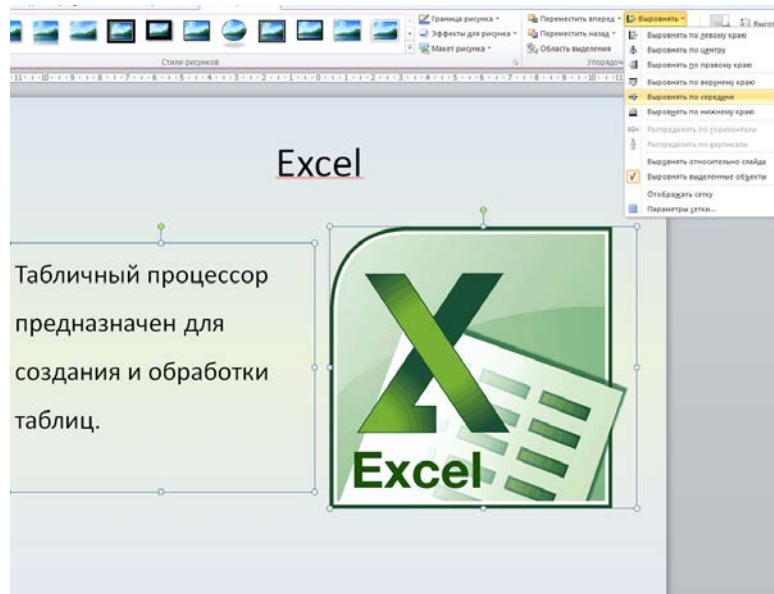 Граница рисунка
Эффекты для рисунка
Макет рисунка
Стили рисунков
Переместить вперед
Переместить назад
Область выделения
Упорядоч
Выровнять
Выровнять по левому краю
Выровнять по центру
Выровнять по правому краю
Выровнять по верхнему краю
Выровнять по середине
Выровнять по нижнему краю
Распределить по горизонтали
Распределить по вертикали
Выровнять относительно слайда
Выровнять выделенные объекты
Отображать сетку
Параметры сетки...
Excel
Табличный процессор
предназначен для
создания и обработки
таблиц.
Excel